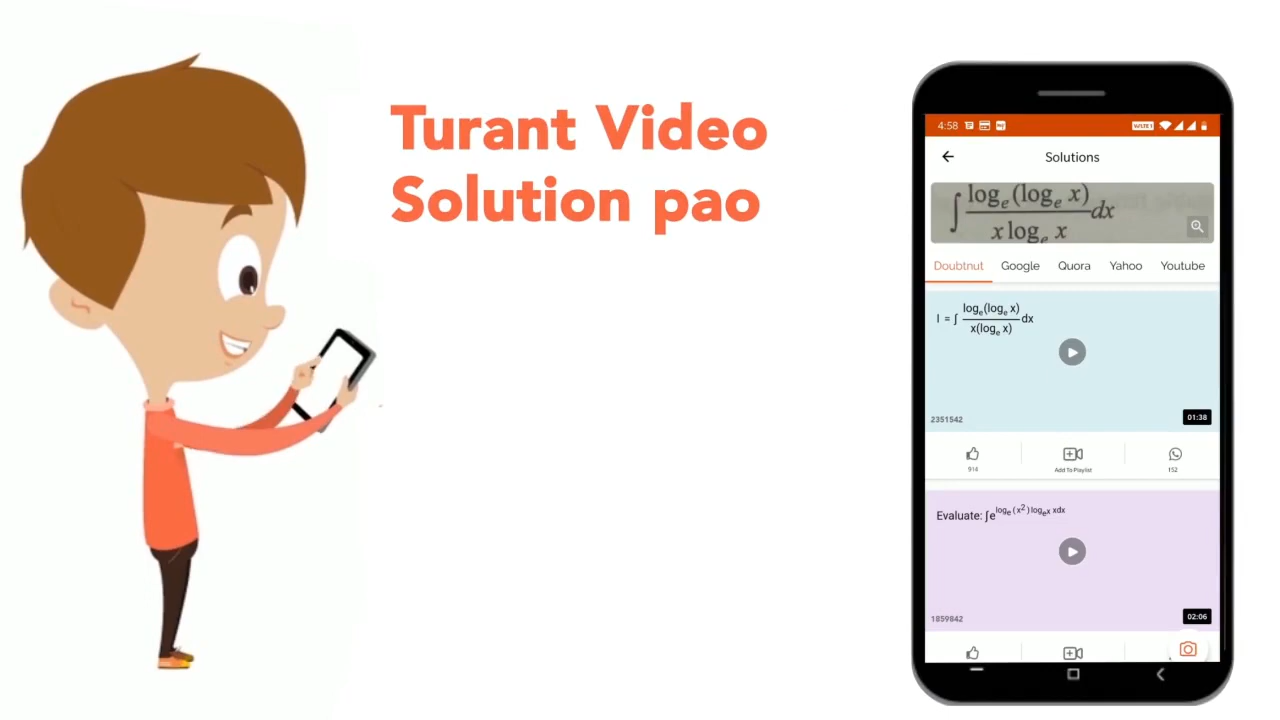 Turant Video
Solution pao
4:58
VoLTE1
Solutions
∫ logₑ(logₑ x) / x logₑ x dx
Doubtnut Google Quora Yahoo Youtube
I = ∫ logₑ(logₑ x) / x(logₑ x) dx
2351542 01:38
914 Add To Playlist 152
Evaluate: ∫e^logₑ(x²)logₑx xdx
1859842 02:06